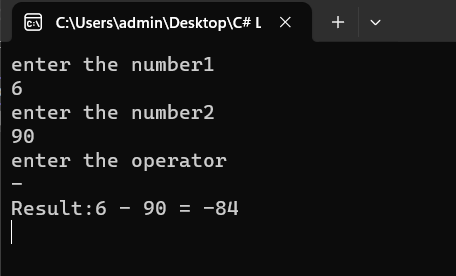 C:\Users\admin\Desktop\C# L
enter the number1
6
enter the number2
90
enter the operator
-
Result:6 - 90 = -84